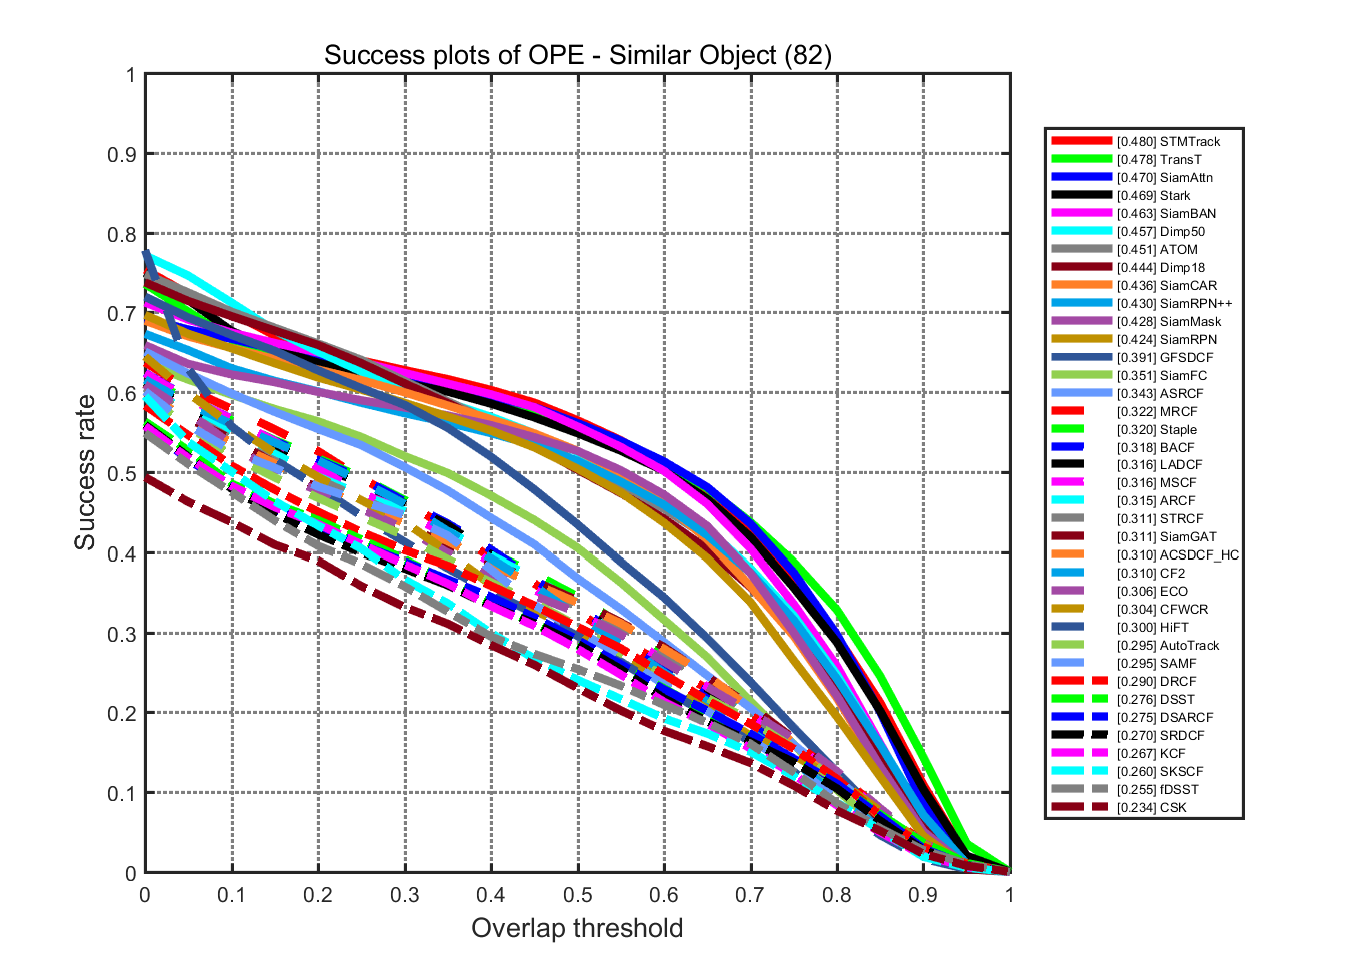 Success plots of OPE - Similar Object (82)
1
0.9
0.8
0.7
0.6
0.5
0.4
0.3
0.2
0.1
0
Success rate
0 0.1 0.2 0.3 0.4 0.5 0.6 0.7 0.8 0.9 1
Overlap threshold
[0.480] STMTrack
[0.478] TransT
[0.470] SiamAttn
[0.469] Stark
[0.463] SiamBAN
[0.457] Dimp50
[0.451] ATOM
[0.444] Dimp18
[0.436] SiamCAR
[0.430] SiamRPN++
[0.428] SiamMask
[0.424] SiamRPN
[0.391] GFSDCF
[0.351] SiamFC
[0.343] ASRCF
[0.322] MRCF
[0.320] Staple
[0.318] BACF
[0.316] LADCF
[0.316] MSCF
[0.315] ARCF
[0.311] STRCF
[0.311] SiamGAT
[0.310] ACSDCF_HC
[0.310] CF2
[0.306] ECO
[0.304] CFWCR
[0.300] HiFT
[0.295] AutoTrack
[0.295] SAMF
[0.290] DRCF
[0.276] DSST
[0.275] DSARCF
[0.270] SRDCF
[0.267] KCF
[0.260] SKSCF
[0.255] fDSST
[0.234] CSK